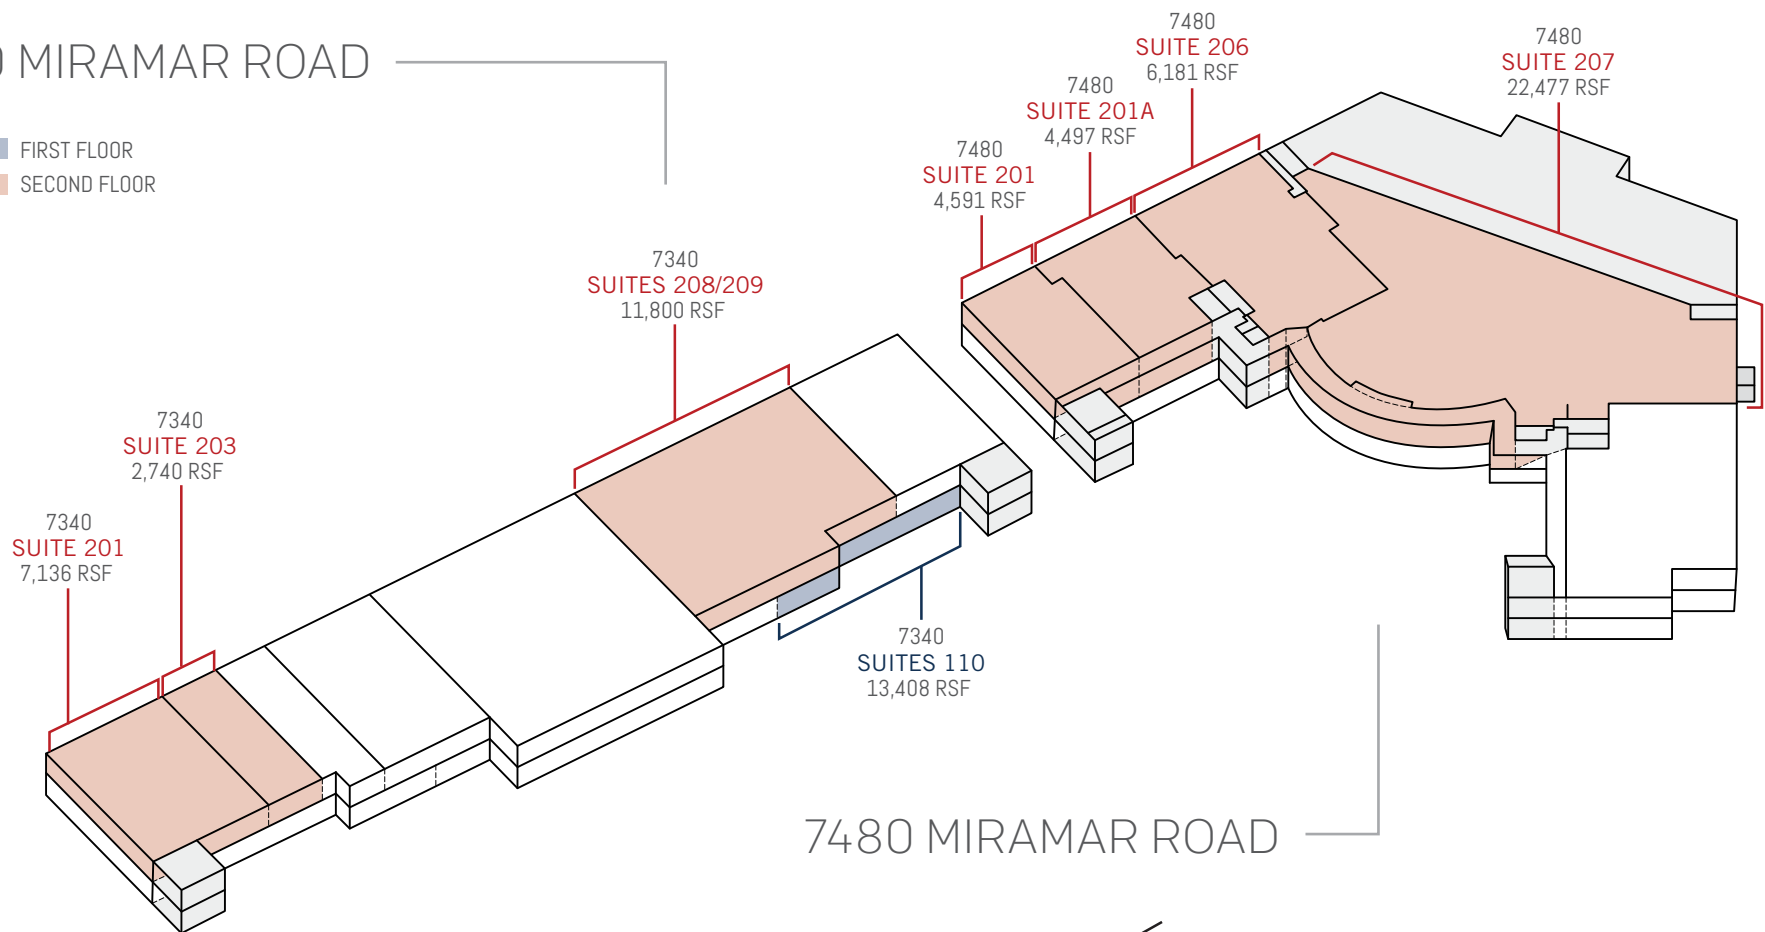 MIRAMAR ROAD
FIRST FLOOR
SECOND FLOOR
7480
SUITE 206
6,181 RSF
7480
SUITE 207
22,477 RSF
7480
SUITE 201A
4,497 RSF
7480
SUITE 201
4,591 RSF
7340
SUITES 208/209
11,800 RSF
7340
SUITE 203
2,740 RSF
7340
SUITE 201
7,136 RSF
7340
SUITES 110
13,408 RSF
7480 MIRAMAR ROAD